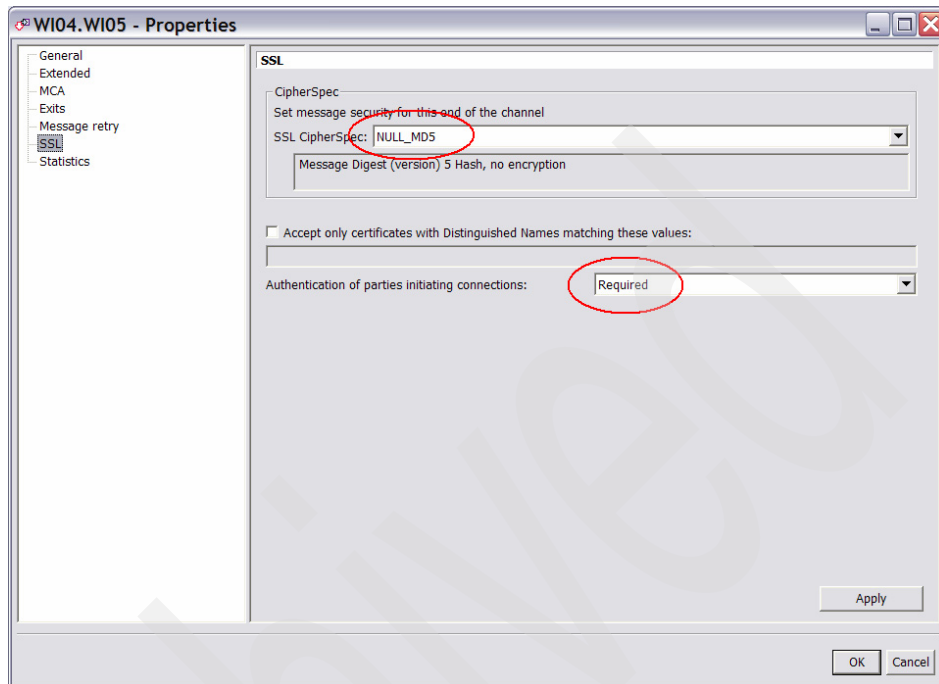 WI04.WI05 - Properties
General
Extended
MCA
Exits
Message retry
SSL
Statistics
SSL
CipherSpec
Set message security for this end of the channel
SSL CipherSpec: NULL_MD5
Message Digest (version) 5 Hash, no encryption
Accept only certificates with Distinguished Names matching these values:
Authentication of parties initiating connections: Required
Apply
OK Cancel